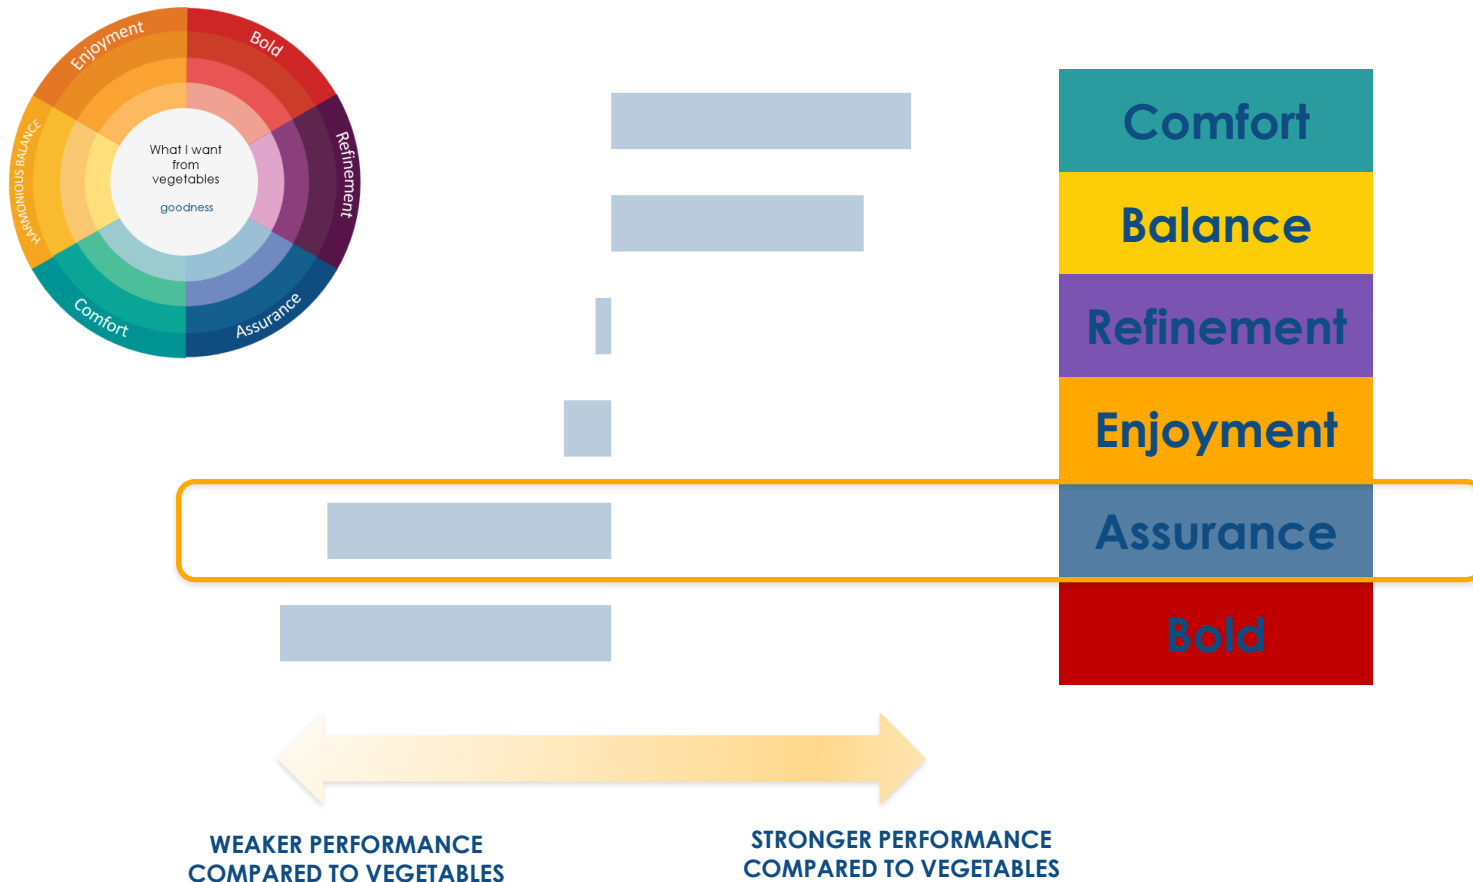 Enjoyment
Bold
HARMONIOUS BALANCE
Refinement
What I want
from
vegetables
goodness
Comfort
Assurance
Comfort
Balance
Refinement
Enjoyment
Assurance
Bold
WEAKER PERFORMANCE
COMPARED TO VEGETABLES
STRONGER PERFORMANCE
COMPARED TO VEGETABLES